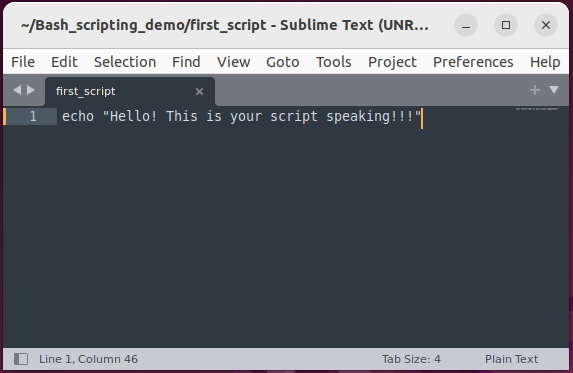 ~/Bash_scripting_demo/first_script - Sublime Text (UNR...
File Edit Selection Find View Goto Tools Project Preferences Help
first_script
1 echo "Hello! This is your script speaking!!!"
Line 1, Column 46 Tab Size: 4 Plain Text